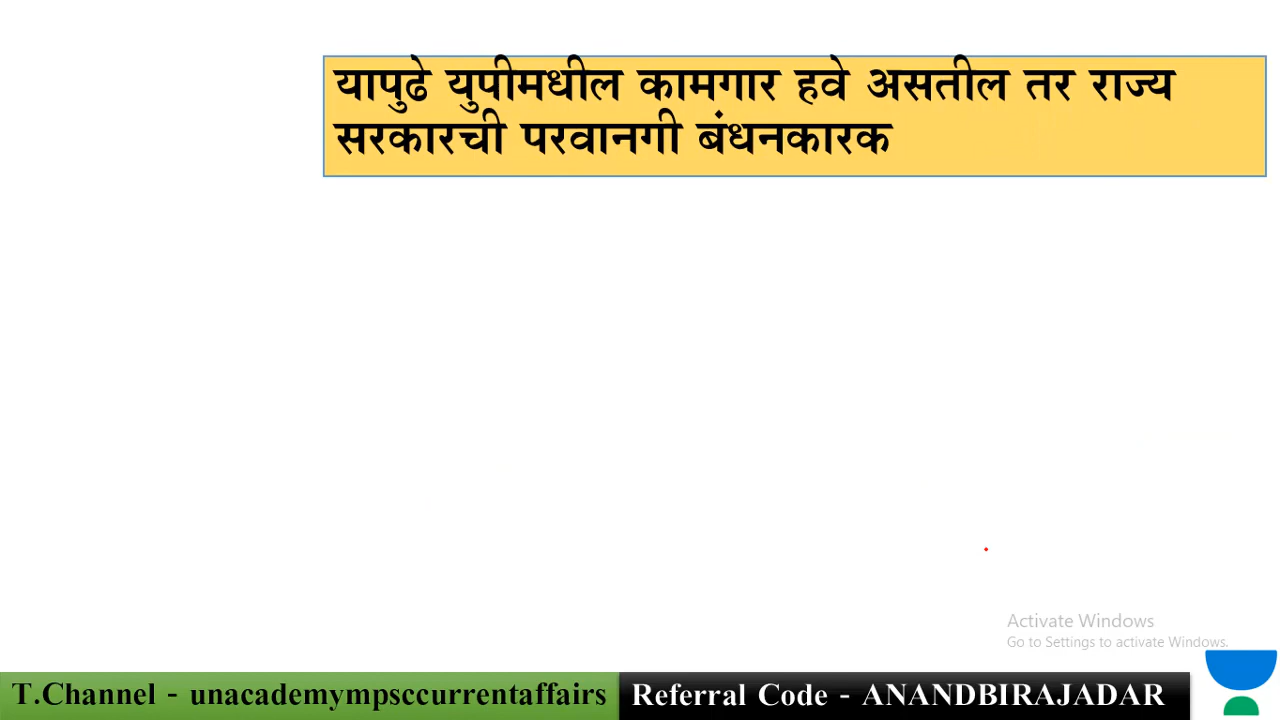 यापुढे युपीमधील कामगार हवे असतील तर राज्य
सरकारची परवानगी बंधनकारक
Activate Windows
Go to Settings to activate Windows.
T.Channel - unacademympsccurrentaffairs Referral Code - ANANDBIRAJADAR